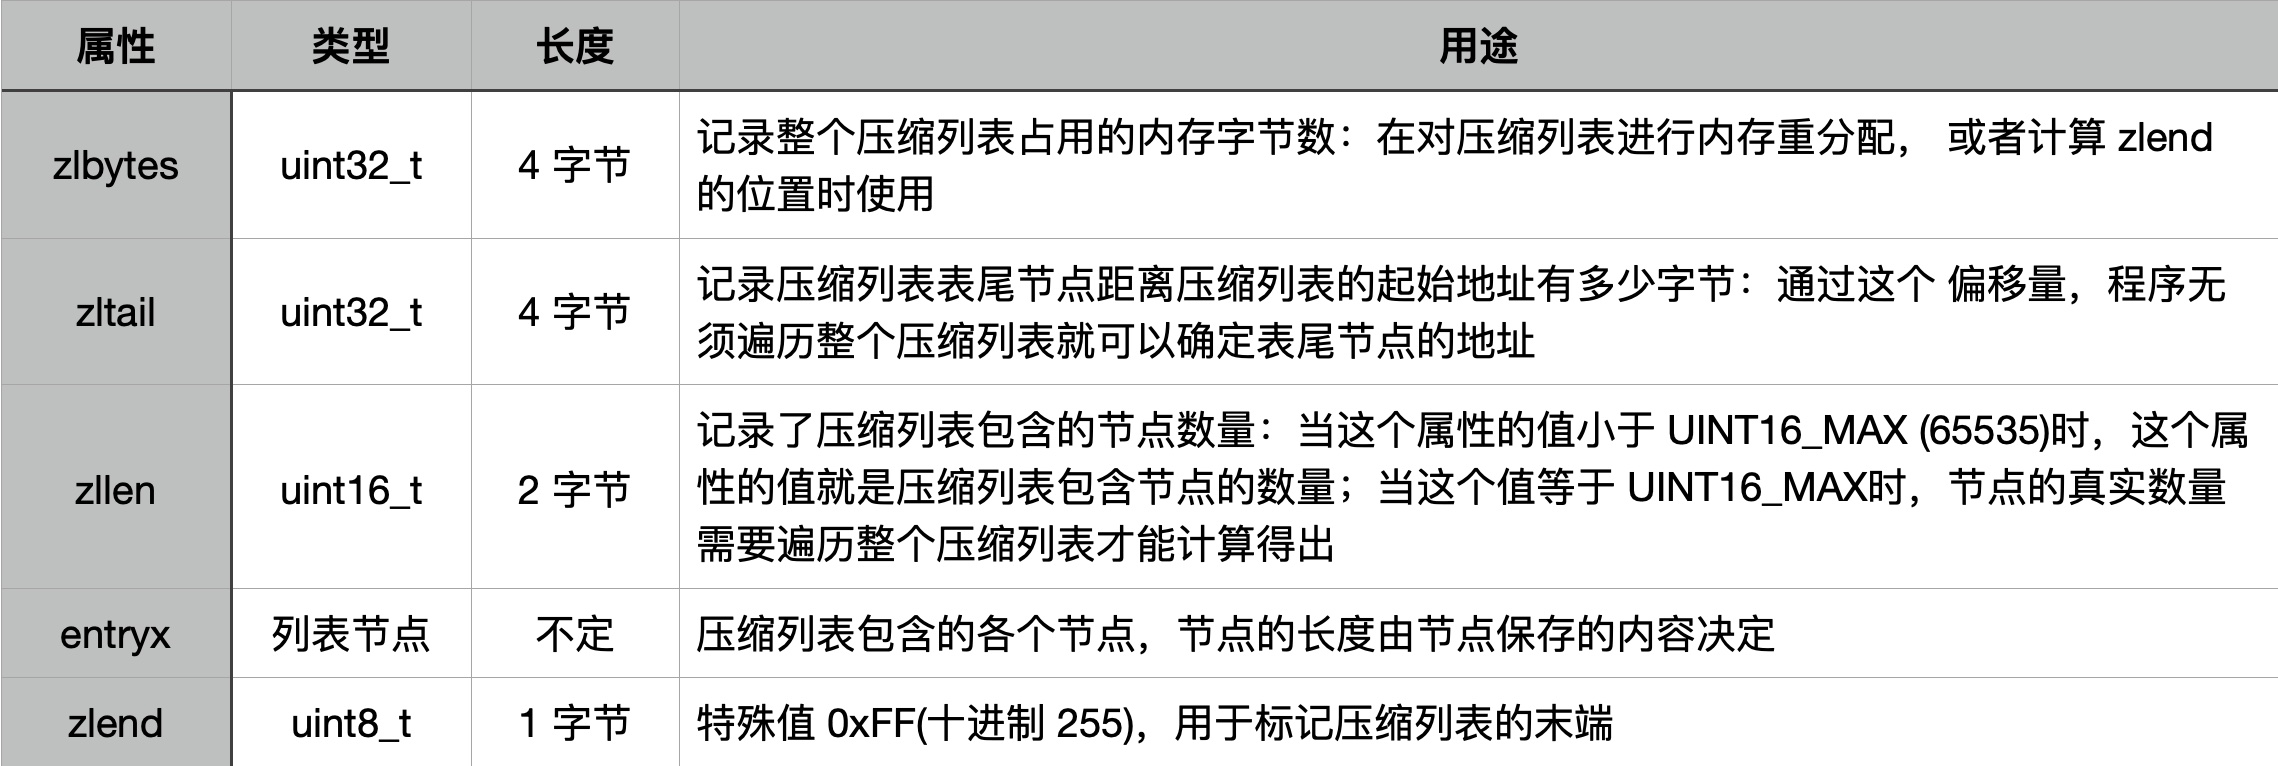 属性 类型 长度 用途
zlbytes uint32_t 4 字节 记录整个压缩列表占用的内存字节数：在对压缩列表进行内存重分配， 或者计算 zlend
的位置时使用
zltail uint32_t 4 字节 记录压缩列表表尾节点距离压缩列表的起始地址有多少字节：通过这个 偏移量，程序无
须遍历整个压缩列表就可以确定表尾节点的地址
zllen uint16_t 2 字节 记录了压缩列表包含的节点数量：当这个属性的值小于 UINT16_MAX (65535)时，这个属
性的值就是压缩列表包含节点的数量；当这个值等于 UINT16_MAX时，节点的真实数量
需要遍历整个压缩列表才能计算得出
entryx 列表节点 不定 压缩列表包含的各个节点，节点的长度由节点保存的内容决定
zlend uint8_t 1 字节 特殊值 0xFF(十进制 255)，用于标记压缩列表的末端